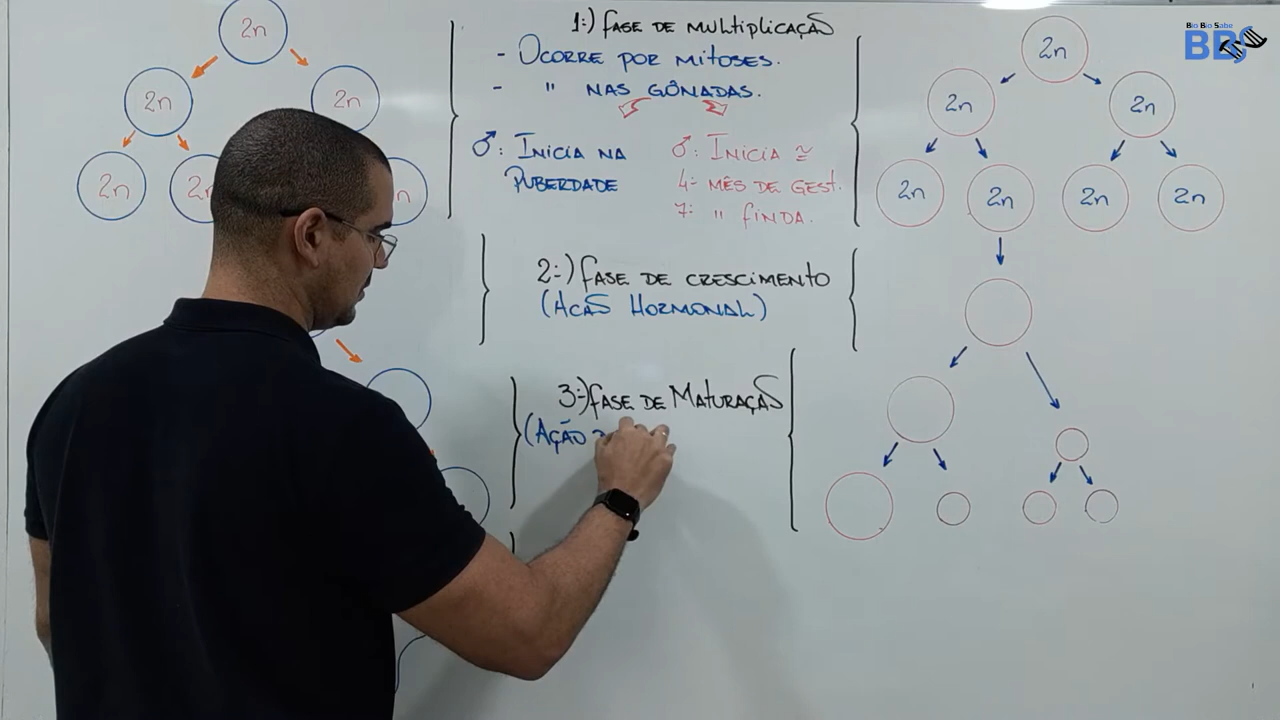 Bio Bio Sabe
BBS
1:) FASE DE MULTIPLICAÇÃO
- OCORRE POR MITOSES.
- " NAS GÔNADAS.
♂: INICIA NA
PUBERDADE
♂: INICIA ≅
4: MÊS DE GEST.
7: " FINDA.
2:) FASE DE CRESCIMENTO
(ACÃO HORMONAL)
3:) FASE DE MATURAÇÃO
(AÇÃO
2n
2n
2n
2n
2n
n
2n
2n
2n
2n
2n
2n
2n